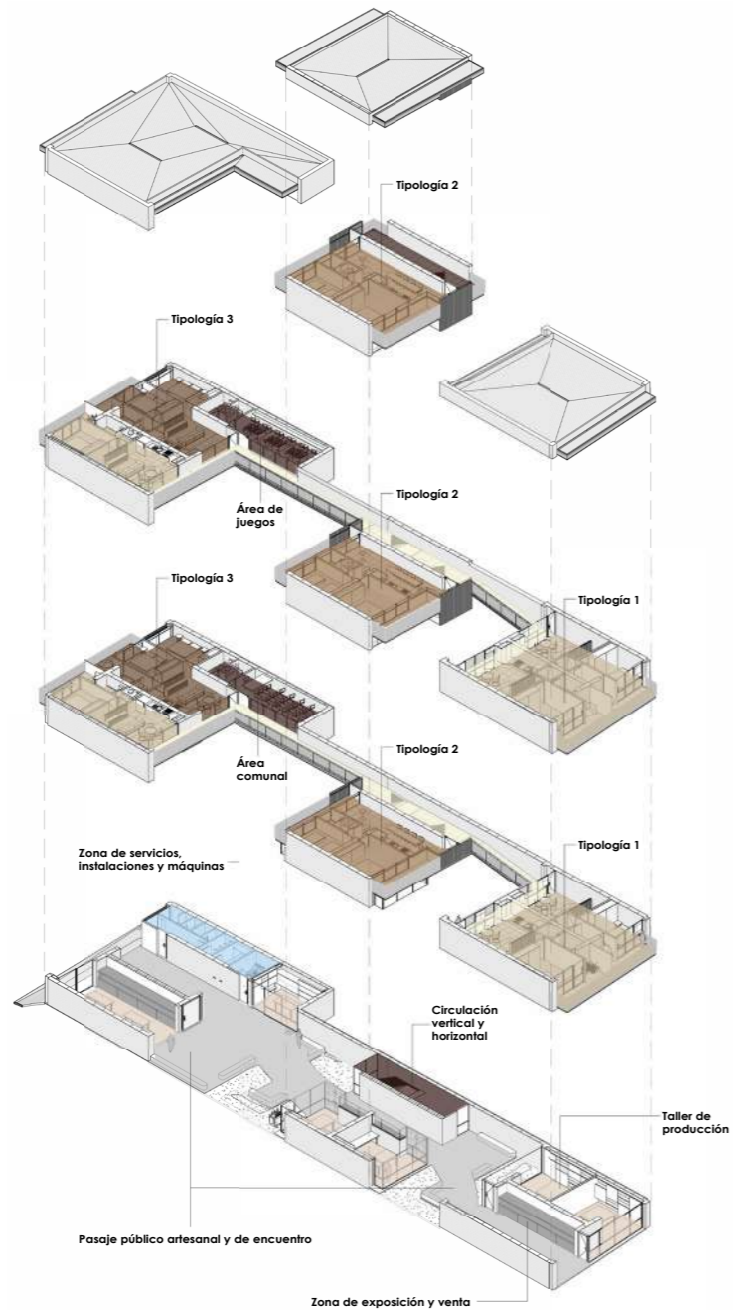 Tipología 2
Tipología 3
Área de
juegos
Tipología 2
Tipología 3
Tipología 1
Área
comunal
Tipología 2
Zona de servicios,
instalaciones y máquinas
Tipología 1
Circulación
vertical y
horizontal
Taller de
producción
Pasaje público artesanal y de encuentro
Zona de exposición y venta